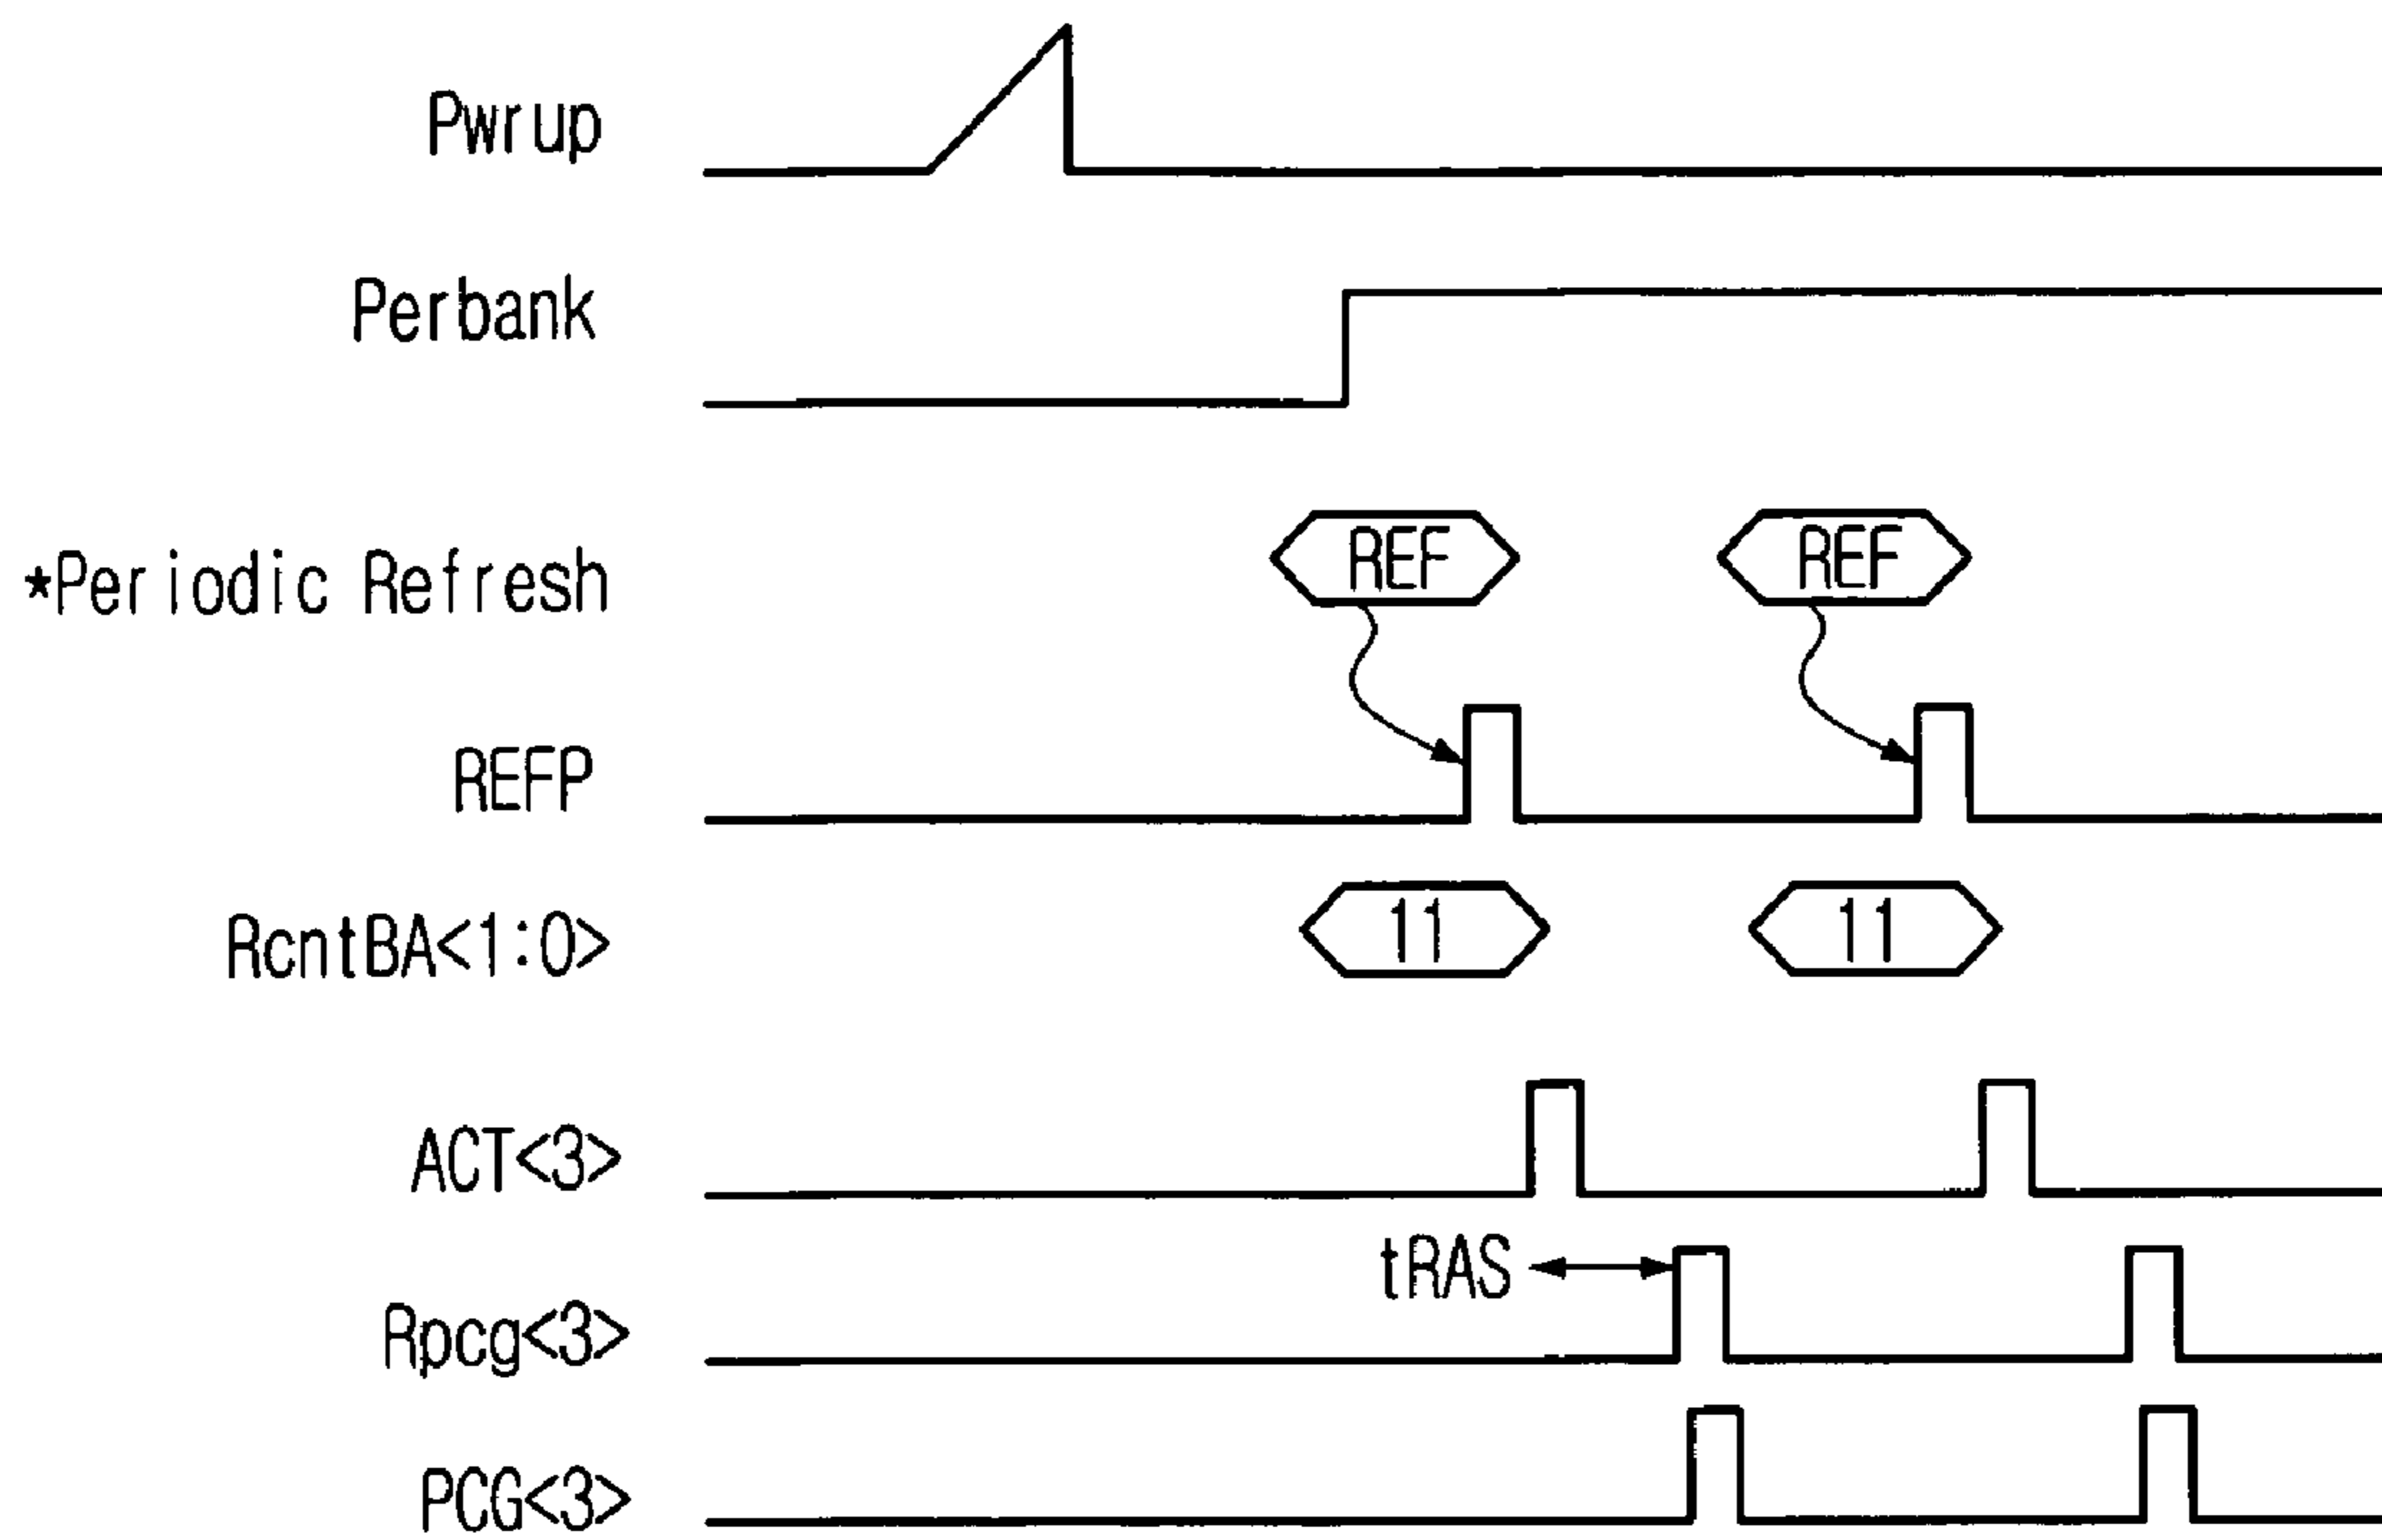 Pwrup
Perbank
*Periodic Refresh
REF REF
REFP
RcntBA<1:0>
11 11
ACT<3>
tRAS
Rpcg<3>
PCG<3>